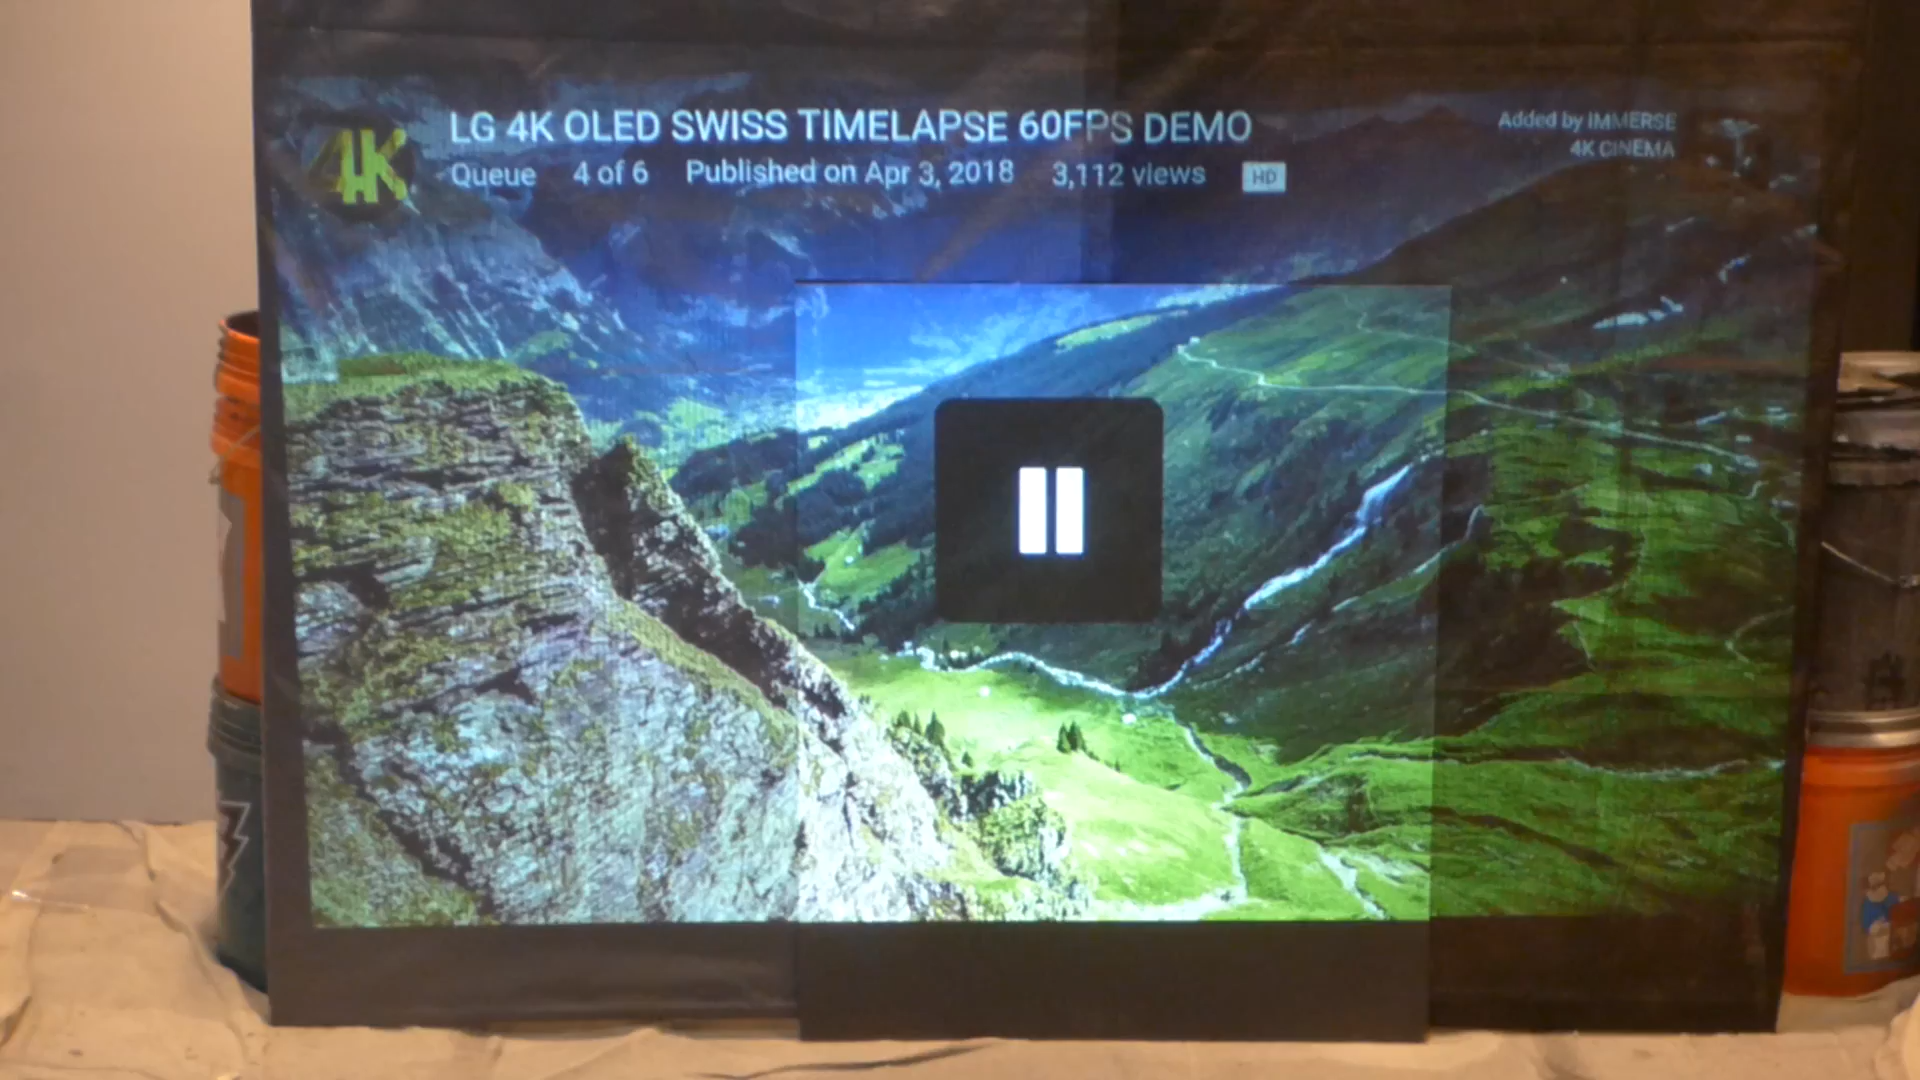 4K
LG 4K OLED SWISS TIMELAPSE 60FPS DEMO
Queue 4 of 6 Published on Apr 3, 2018 3,112 views HD
Added by IMMERSE
4K CINEMA